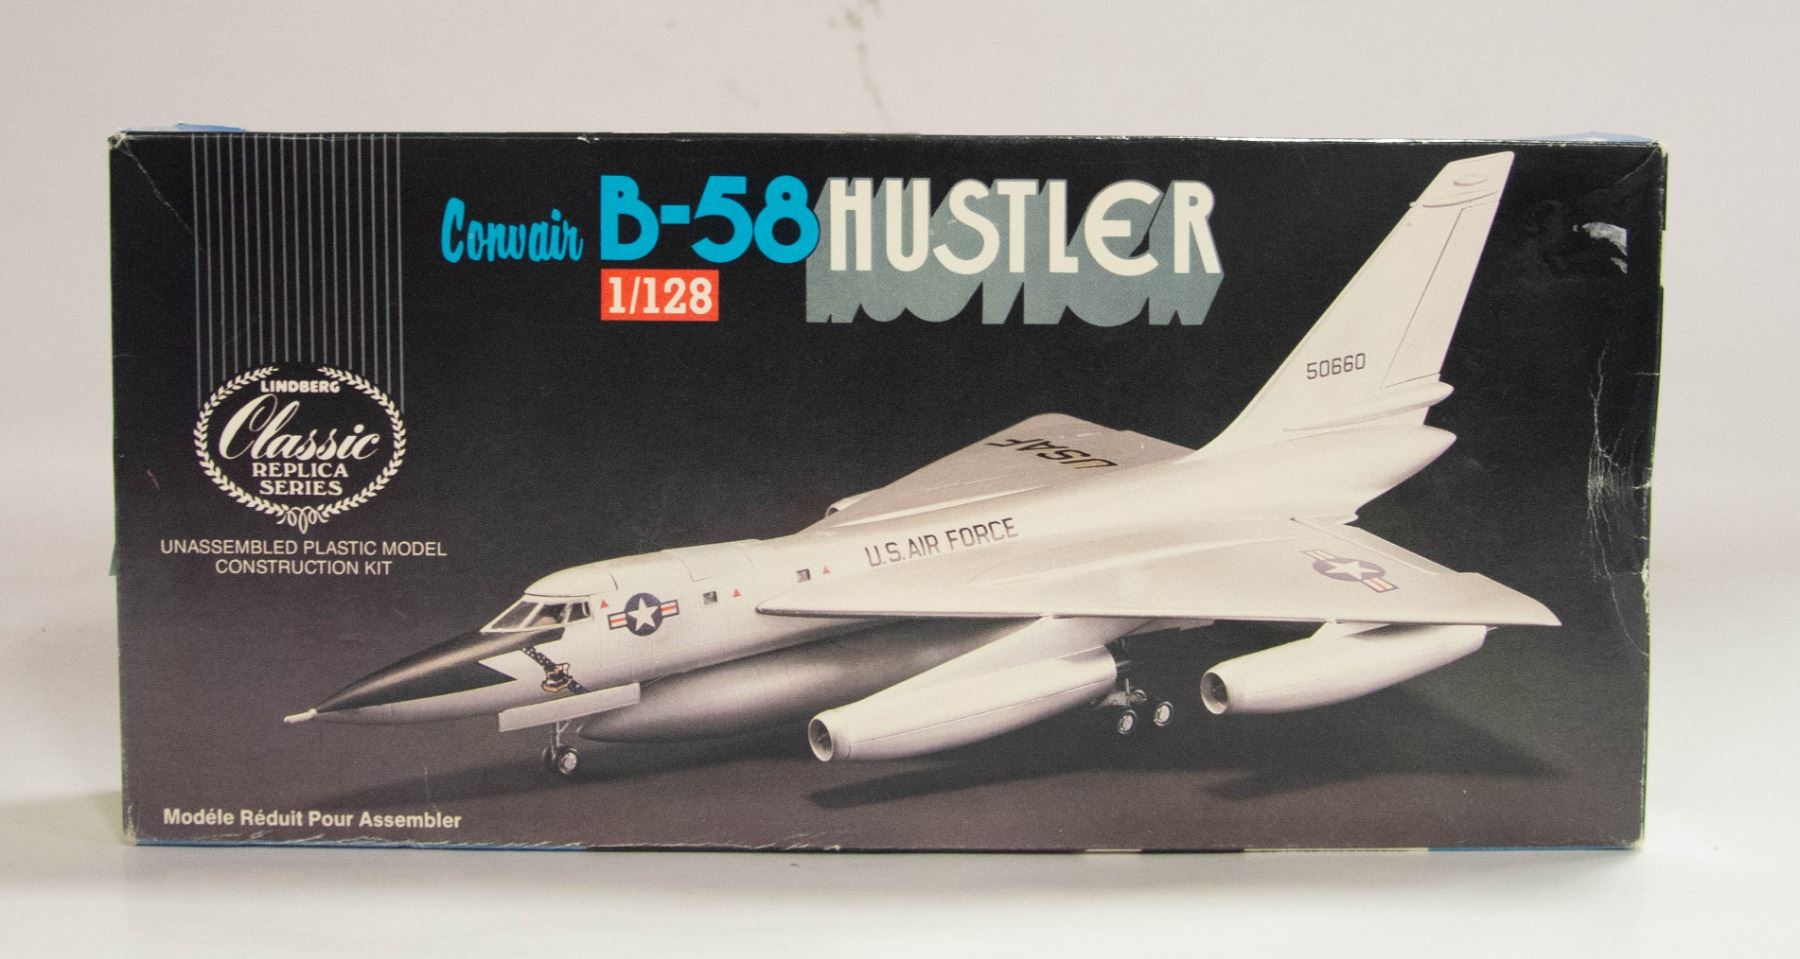 Convair B-58 HUSTLER
1/128
50660
LINDBERG
Classic
REPLICA
SERIES
USAF
U.S. AIR FORCE
UNASSEMBLED PLASTIC MODEL
CONSTRUCTION KIT
Modéle Réduit Pour Assembler